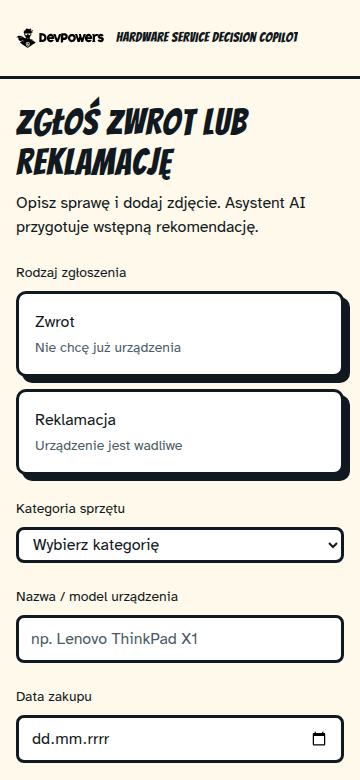 DevPowers HARDWARE SERVICE DECISION COPILOT
ZGŁOŚ ZWROT LUB
REKLAMACJĘ
Opisz sprawę i dodaj zdjęcie. Asystent AI
przygotuje wstępną rekomendację.
Rodzaj zgłoszenia
Zwrot
Nie chcę już urządzenia
Reklamacja
Urządzenie jest wadliwe
Kategoria sprzętu
Wybierz kategorię
Nazwa / model urządzenia
np. Lenovo ThinkPad X1
Data zakupu
dd.mm.rrrr